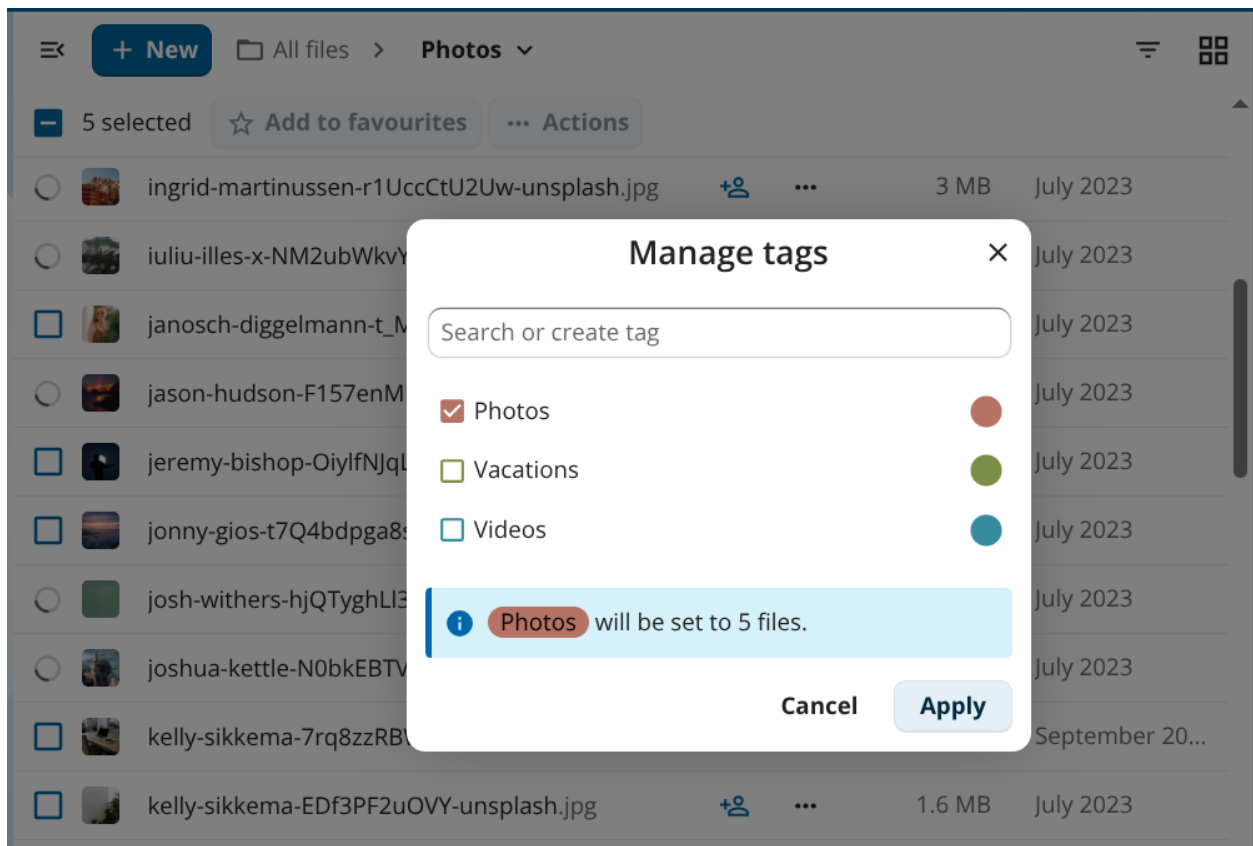 + New All files > Photos
5 selected Add to favourites ... Actions
ingrid-martinussen-r1UccCtU2Uw-unsplash.jpg ... 3 MB July 2023
iuliu-illes-x-NM2ubWkvY July 2023
janosch-diggelmann-t_M July 2023
jason-hudson-F157enM July 2023
jeremy-bishop-OiylfNJqL July 2023
jonny-gios-t7Q4bdpga8s July 2023
josh-withers-hjQTyghLl3 July 2023
joshua-kettle-N0bkEBTV July 2023
kelly-sikkema-7rq8zzRBW September 20...
kelly-sikkema-EDf3PF2uOVY-unsplash.jpg ... 1.6 MB July 2023
Manage tags
Search or create tag
Photos
Vacations
Videos
Photos will be set to 5 files.
Cancel Apply